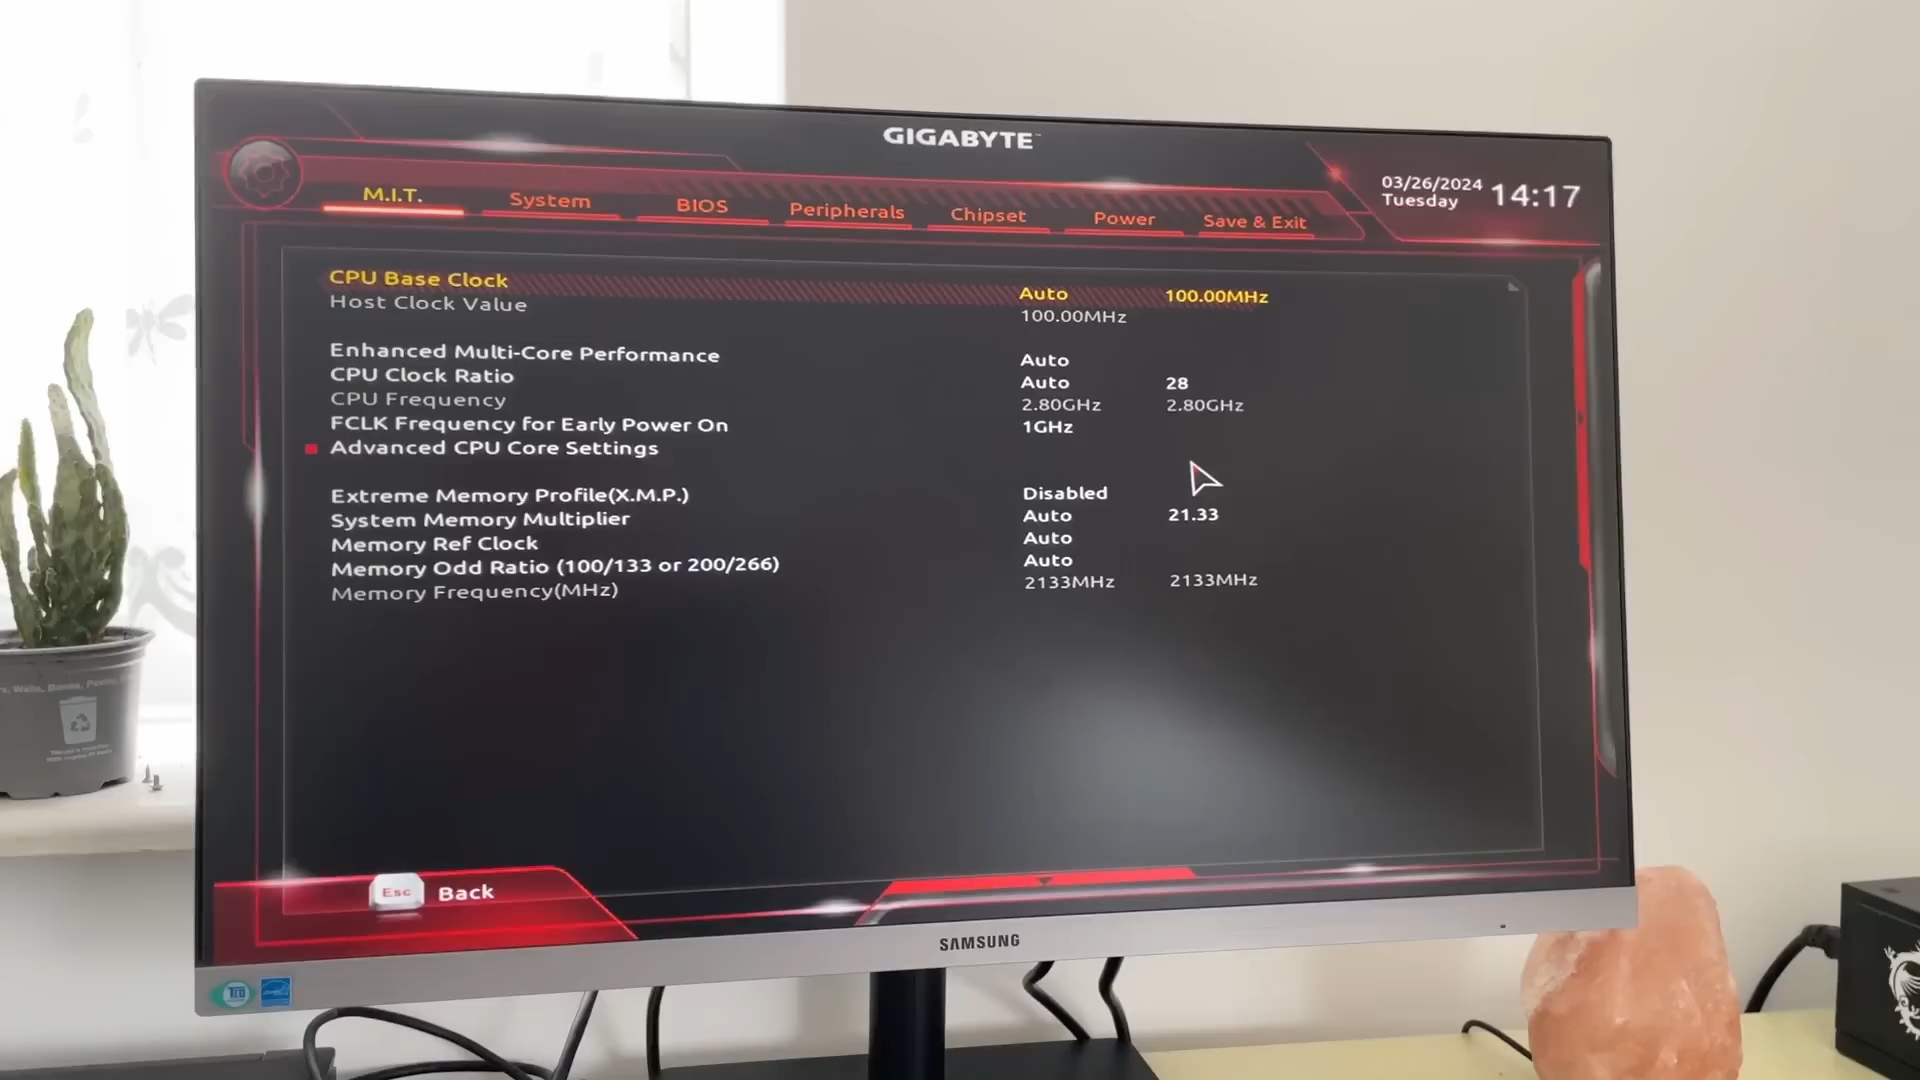 GIGABYTE
M.I.T. System BIOS Peripherals Chipset Power Save & Exit
03/26/2024
Tuesday
14:17
CPU Base Clock Auto 100.00MHz
Host Clock Value 100.00MHz
Enhanced Multi-Core Performance Auto
CPU Clock Ratio Auto 28
CPU Frequency 2.80GHz 2.80GHz
FCLK Frequency for Early Power On 1GHz
Advanced CPU Core Settings
Extreme Memory Profile(X.M.P.) Disabled
System Memory Multiplier Auto 21.33
Memory Ref Clock Auto
Memory Odd Ratio (100/133 or 200/266) Auto
Memory Frequency(MHz) 2133MHz 2133MHz
Esc Back
SAMSUNG
TCO